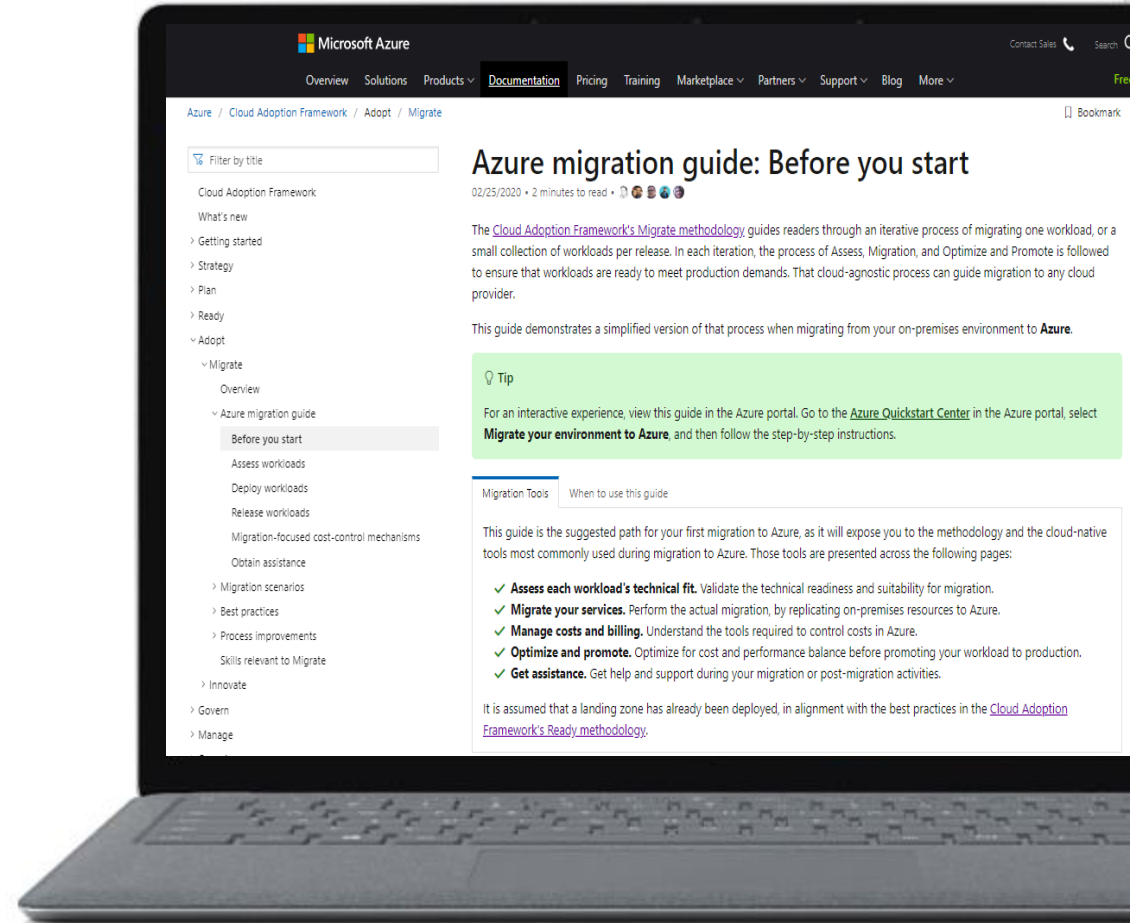 Microsoft Azure
Contact Sales
Search
Overview Solutions Products Documentation Pricing Training Marketplace Partners Support Blog More
Azure / Cloud Adoption Framework / Adopt / Migrate
Bookmark
Filter by title
Cloud Adoption Framework
What's new
Getting started
Strategy
Plan
Ready
Adopt
Migrate
Overview
Azure migration guide
Before you start
Assess workloads
Deploy workloads
Release workloads
Migration-focused cost-control mechanisms
Obtain assistance
Migration scenarios
Best practices
Process improvements
Skills relevant to Migrate
Innovate
Govern
Manage
Azure migration guide: Before you start
02/25/2020 • 2 minutes to read •
The Cloud Adoption Framework's Migrate methodology guides readers through an iterative process of migrating one workload, or a
small collection of workloads per release. In each iteration, the process of Assess, Migration, and Optimize and Promote is followed
to ensure that workloads are ready to meet production demands. That cloud-agnostic process can guide migration to any cloud
provider.
This guide demonstrates a simplified version of that process when migrating from your on-premises environment to Azure.
Tip
For an interactive experience, view this guide in the Azure portal. Go to the Azure Quickstart Center in the Azure portal, select
Migrate your environment to Azure, and then follow the step-by-step instructions.
Migration Tools When to use this guide
This guide is the suggested path for your first migration to Azure, as it will expose you to the methodology and the cloud-native
tools most commonly used during migration to Azure. Those tools are presented across the following pages:
Assess each workload's technical fit. Validate the technical readiness and suitability for migration.
Migrate your services. Perform the actual migration, by replicating on-premises resources to Azure.
Manage costs and billing. Understand the tools required to control costs in Azure.
Optimize and promote. Optimize for cost and performance balance before promoting your workload to production.
Get assistance. Get help and support during your migration or post-migration activities.
It is assumed that a landing zone has already been deployed, in alignment with the best practices in the Cloud Adoption
Framework's Ready methodology.